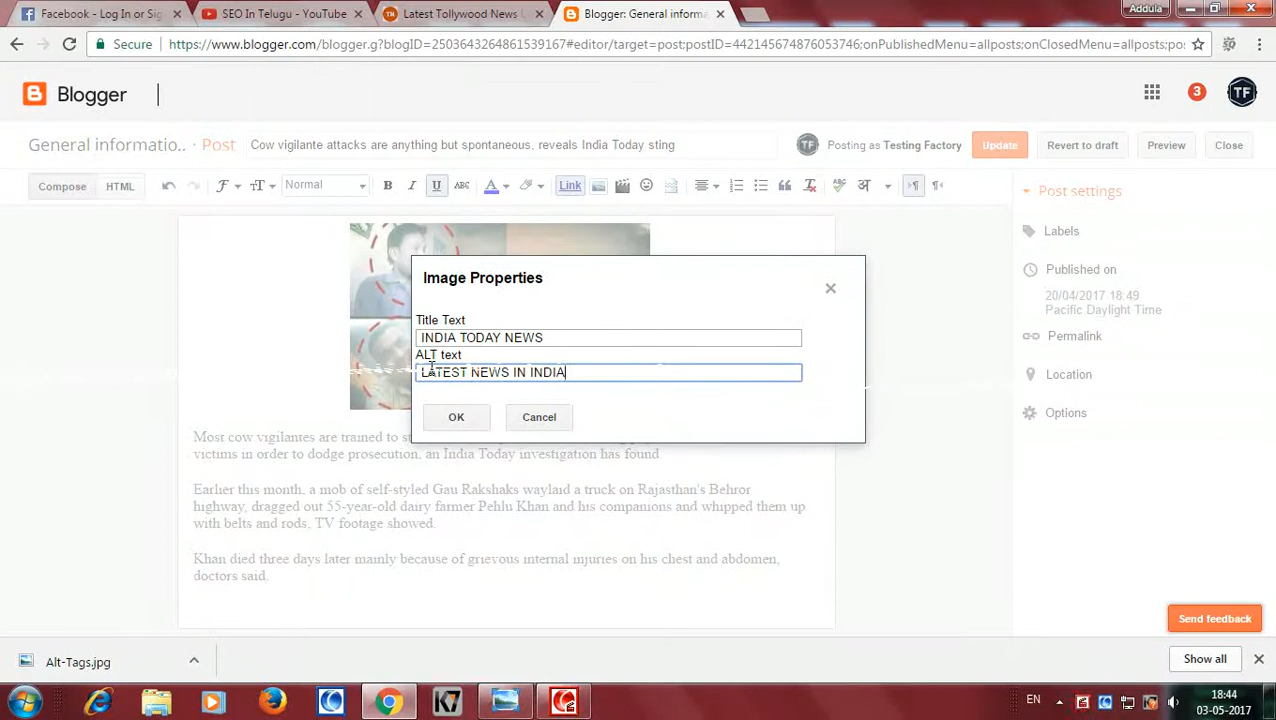 Facebook - Log In or Sig
SEO In Telugu - YouTube
Latest Tollywood News
Blogger: General informa
Addula
Secure
https://www.blogger.com/blogger.g?blogID=2503643264861539167#editor/target=post;postID=442145674876053746;onPublishedMenu=allposts;onClosedMenu=allposts;pos
Blogger
3
TF
General informatio.. · Post
Cow vigilante attacks are anything but spontaneous, reveals India Today sting
TF
Posting as Testing Factory
Update
Revert to draft
Preview
Close
Compose
HTML
Normal
B
I
U
ABC
A
Link
Post settings
Labels
Published on
20/04/2017 18:49
Pacific Daylight Time
Permalink
Location
Options
Image Properties
Title Text
INDIA TODAY NEWS
ALT text
LATEST NEWS IN INDIA
OK
Cancel
Most cow vigilantes are trained to
victims in order to dodge prosecution, an India Today investigation has found
Earlier this month, a mob of self-styled Gau Rakshaks waylaid a truck on Rajasthan's Behror
highway, dragged out 55-year-old dairy farmer Pehlu Khan and his companions and whipped them up
with belts and rods, TV footage showed.
Khan died three days later mainly because of grievous internal injuries on his chest and abdomen,
doctors said.
Send feedback
Alt-Tags.jpg
Show all
K7
EN
18:44
03-05-2017